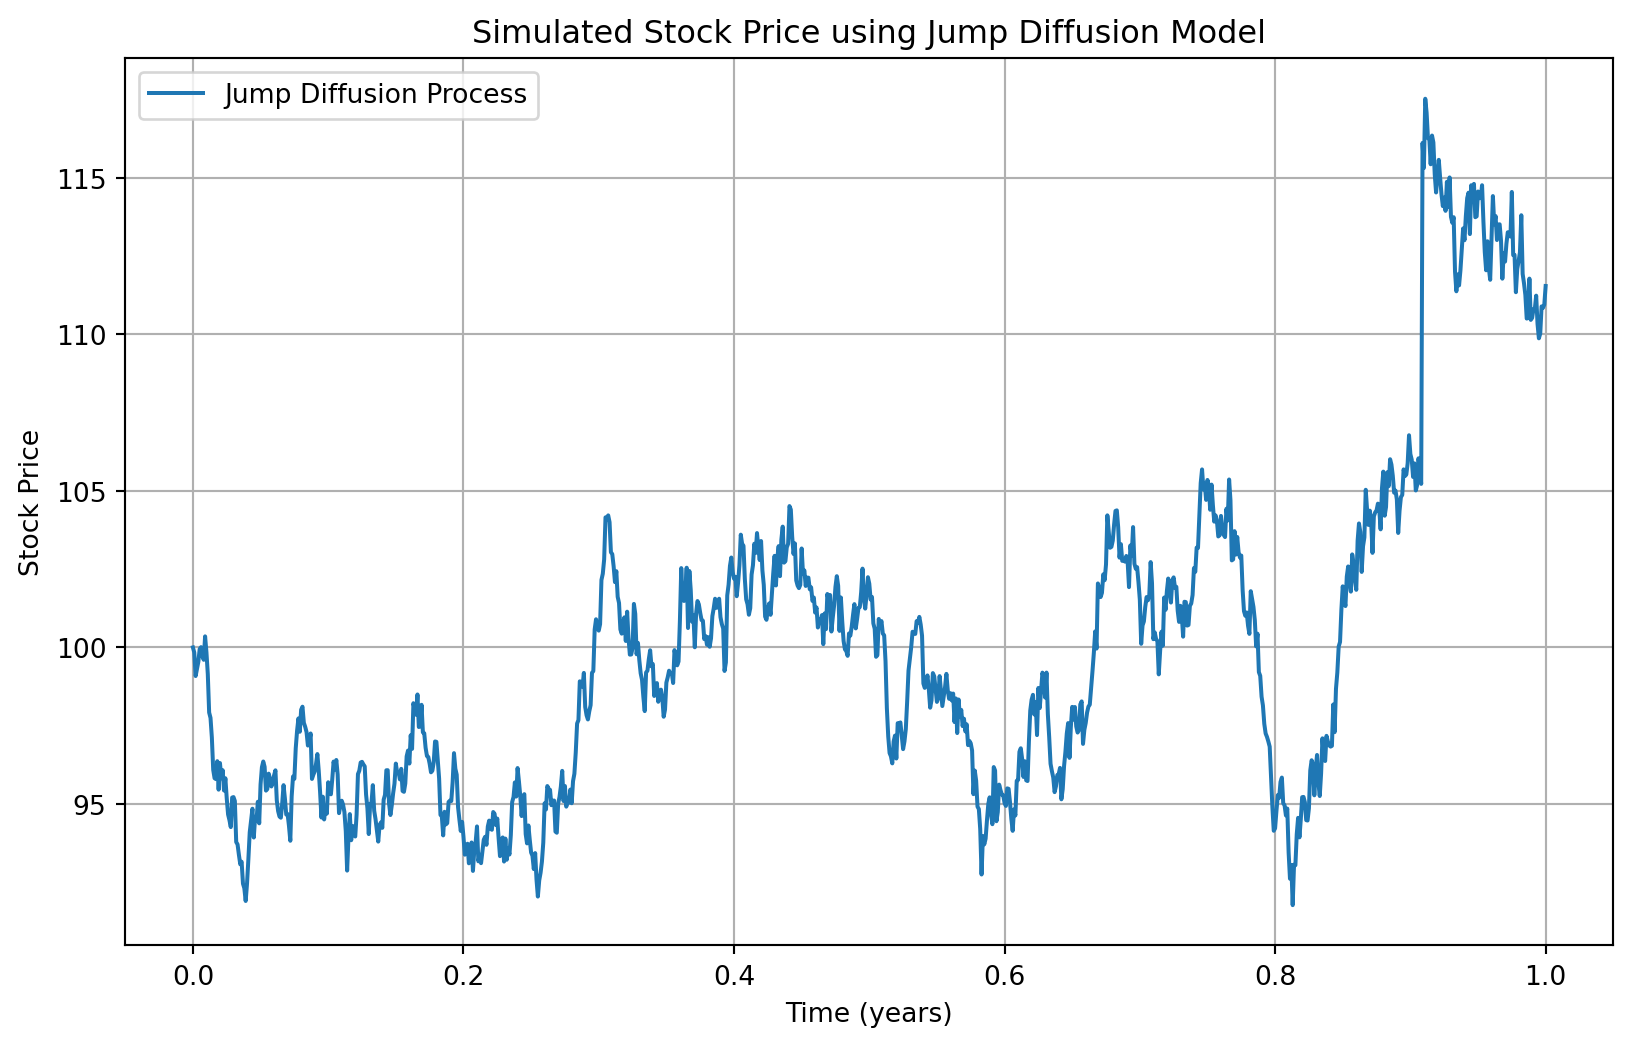 Simulated Stock Price using Jump Diffusion Model
Jump Diffusion Process
Stock Price
115
110
105
100
95
0.0 0.2 0.4 0.6 0.8 1.0
Time (years)